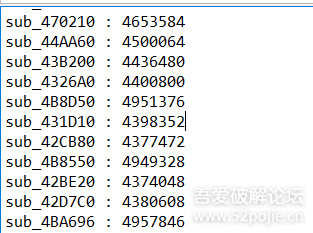 sub_470210 : 4653584
sub_44AA60 : 4500064
sub_43B200 : 4436480
sub_4326A0 : 4400800
sub_4B8D50 : 4951376
sub_431D10 : 4398352
sub_42CB80 : 4377472
sub_4B8550 : 4949328
sub_42BE20 : 4374048
sub_42D7C0 : 4380608
sub_4BA696 : 4957846
吾爱破解论坛
www.52pojie.cn